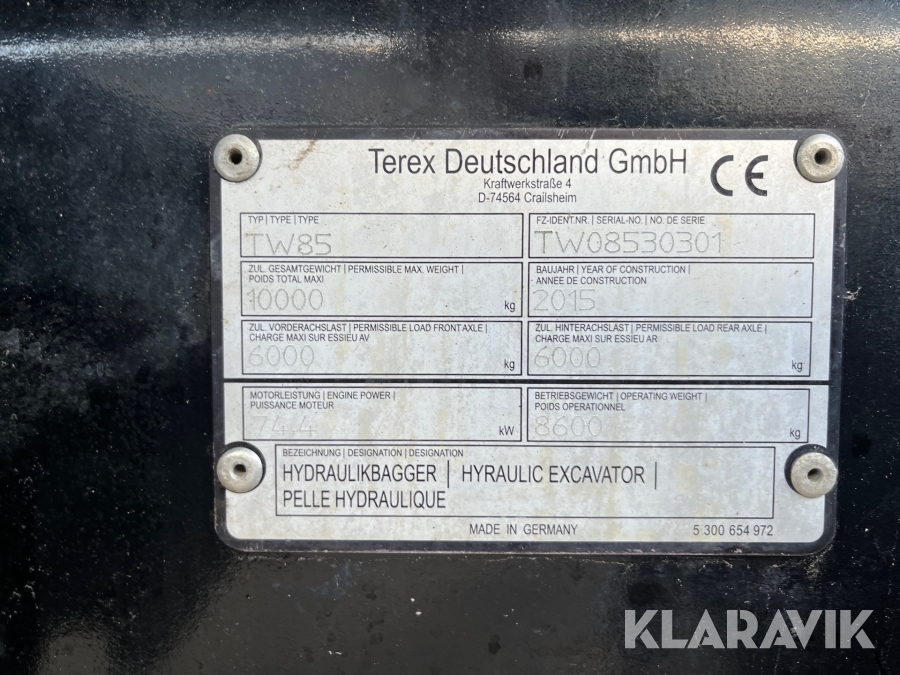 Terex Deutschland GmbH
Kraftwerkstraße 4
D-74564 Crailsheim
CE
TYP | TYPE | TYPE
TW85
FZ-IDENT.NR. | SERIAL-NO. | NO. DE SERIE
TW08530301
ZUL. GESAMTGEWICHT | PERMISSIBLE MAX. WEIGHT |
POIDS TOTAL MAXI
10000 kg
BAUJAHR | YEAR OF CONSTRUCTION |
ANNEE DE CONSTRUCTION
2015
ZUL. VORDERACHSLAST | PERMISSIBLE LOAD FRONT AXLE |
CHARGE MAXI SUR ESSIEU AV
6000 kg
ZUL. HINTERACHSLAST | PERMISSIBLE LOAD REAR AXLE |
CHARGE MAXI SUR ESSIEU AR.
6000 kg
MOTORLEISTUNG | ENGINE POWER |
PUISSANCE MOTEUR
74.4 kW
BETRIEBSGEWICHT | OPERATING WEIGHT |
POIDS OPERATIONNEL
8600 kg
BEZEICHNUNG | DESIGNATION | DESIGNATION
HYDRAULIKBAGGER | HYRAULIC EXCAVATOR |
PELLE HYDRAULIQUE
MADE IN GERMANY
5 300 654 972
KLARAVIK